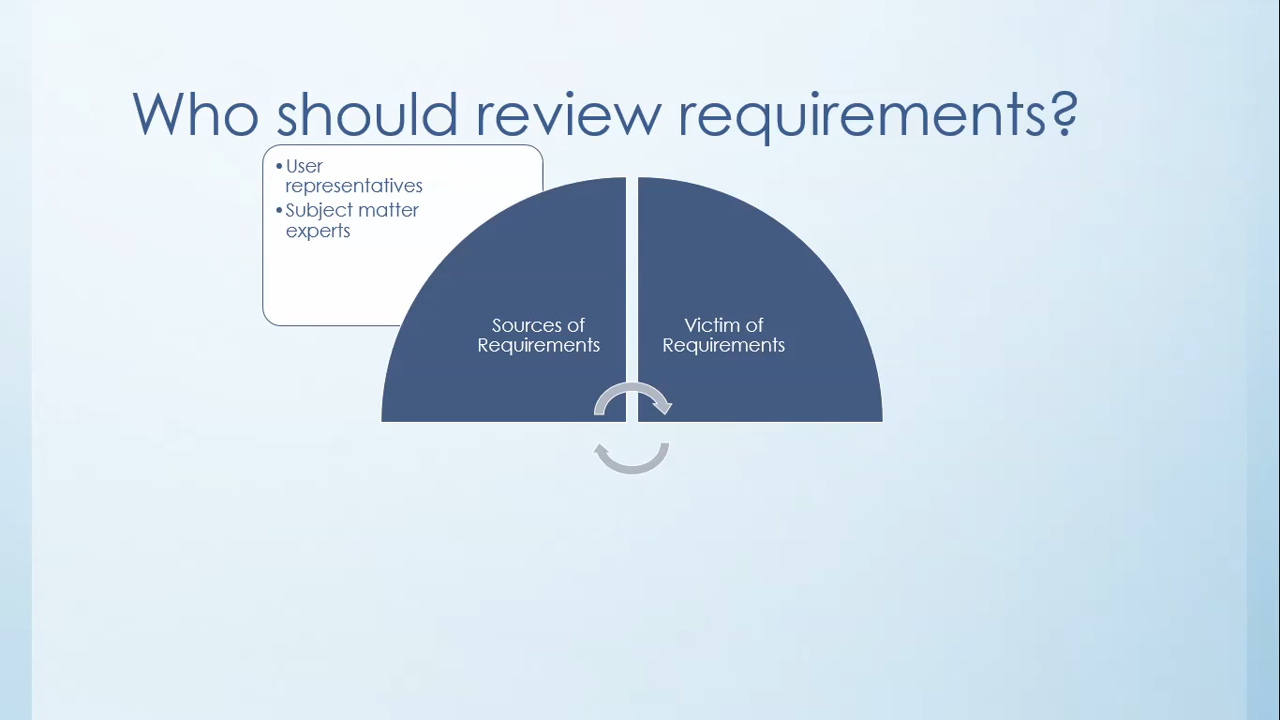 Who should review requirements?
•User
representatives
•Subject matter
experts
Sources of
Requirements
Victim of
Requirements